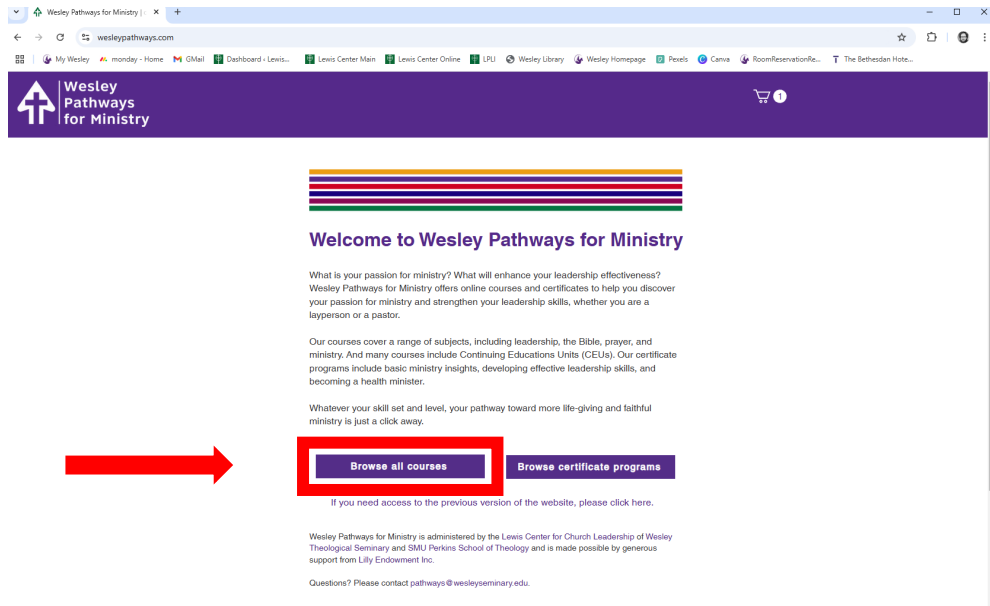 Wesley Pathways for Ministry | c
wesleypathways.com
My Wesley monday - Home GMail Dashboard ‹ Lewis... Lewis Center Main Lewis Center Online LPLI Wesley Library Wesley Homepage Pexels Canva RoomReservationRe... The Bethesdan Hote...
Wesley
Pathways
for Ministry
1
Welcome to Wesley Pathways for Ministry
What is your passion for ministry? What will enhance your leadership effectiveness?
Wesley Pathways for Ministry offers online courses and certificates to help you discover
your passion for ministry and strengthen your leadership skills, whether you are a
layperson or a pastor.
Our courses cover a range of subjects, including leadership, the Bible, prayer, and
ministry. And many courses include Continuing Educations Units (CEUs). Our certificate
programs include basic ministry insights, developing effective leadership skills, and
becoming a health minister.
Whatever your skill set and level, your pathway toward more life-giving and faithful
ministry is just a click away.
Browse all courses Browse certificate programs
If you need access to the previous version of the website, please click here.
Wesley Pathways for Ministry is administered by the Lewis Center for Church Leadership of Wesley
Theological Seminary and SMU Perkins School of Theology and is made possible by generous
support from Lilly Endowment Inc.
Questions? Please contact pathways@wesleyseminary.edu.